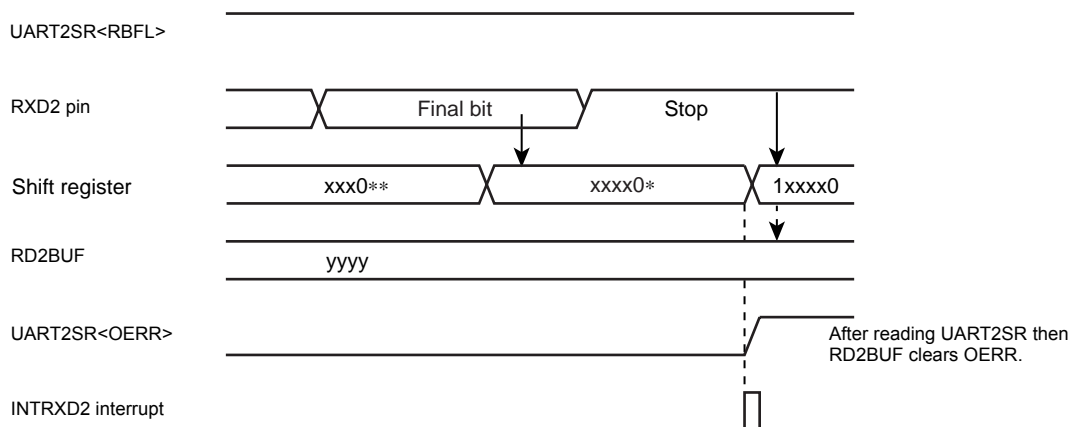 UART2SR<RBFL>
RXD2 pin
Final bit
Stop
Shift register
xxx0**
xxxx0*
1xxxx0
RD2BUF
yyyy
UART2SR<OERR>
After reading UART2SR then
RD2BUF clears OERR.
INTRXD2 interrupt